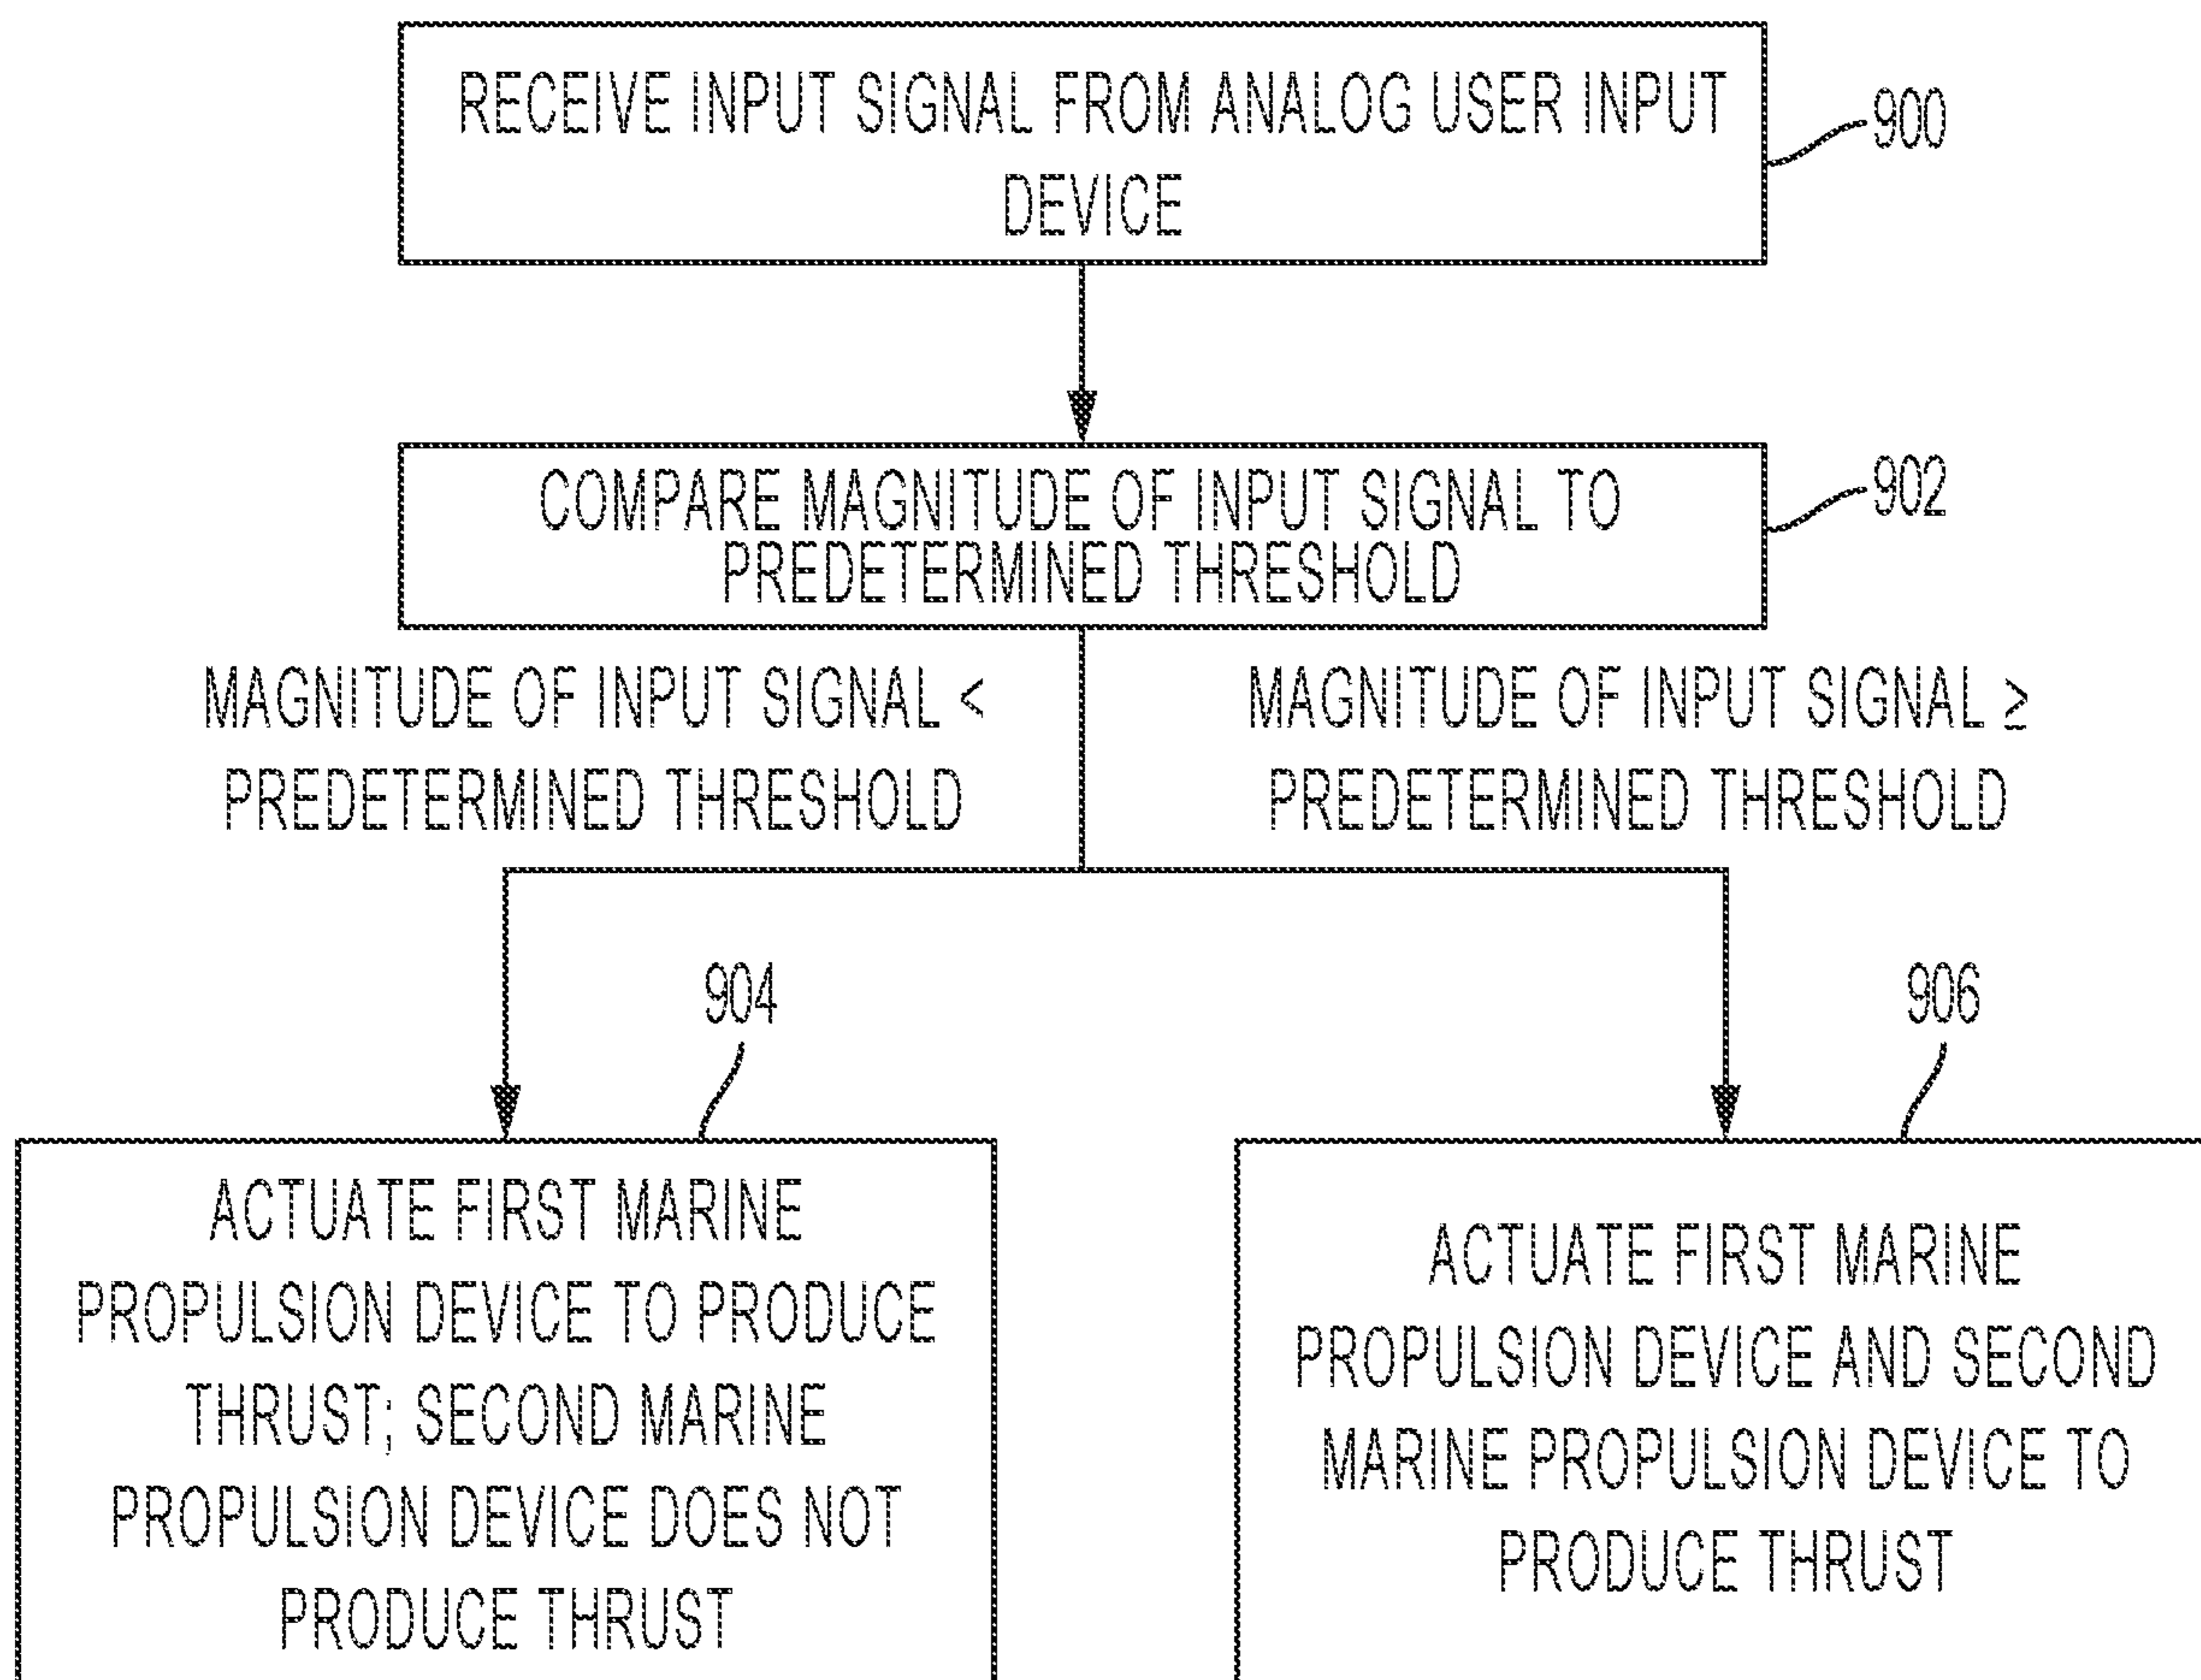 RECEIVE INPUT SIGNAL FROM ANALOG USER INPUT
DEVICE
900
COMPARE MAGNITUDE OF INPUT SIGNAL TO
PREDETERMINED THRESHOLD
902
MAGNITUDE OF INPUT SIGNAL <
PREDETERMINED THRESHOLD
MAGNITUDE OF INPUT SIGNAL ≥
PREDETERMINED THRESHOLD
904
906
ACTUATE FIRST MARINE
PROPULSION DEVICE TO PRODUCE
THRUST; SECOND MARINE
PROPULSION DEVICE DOES NOT
PRODUCE THRUST
ACTUATE FIRST MARINE
PROPULSION DEVICE AND SECOND
MARINE PROPULSION DEVICE TO
PRODUCE THRUST